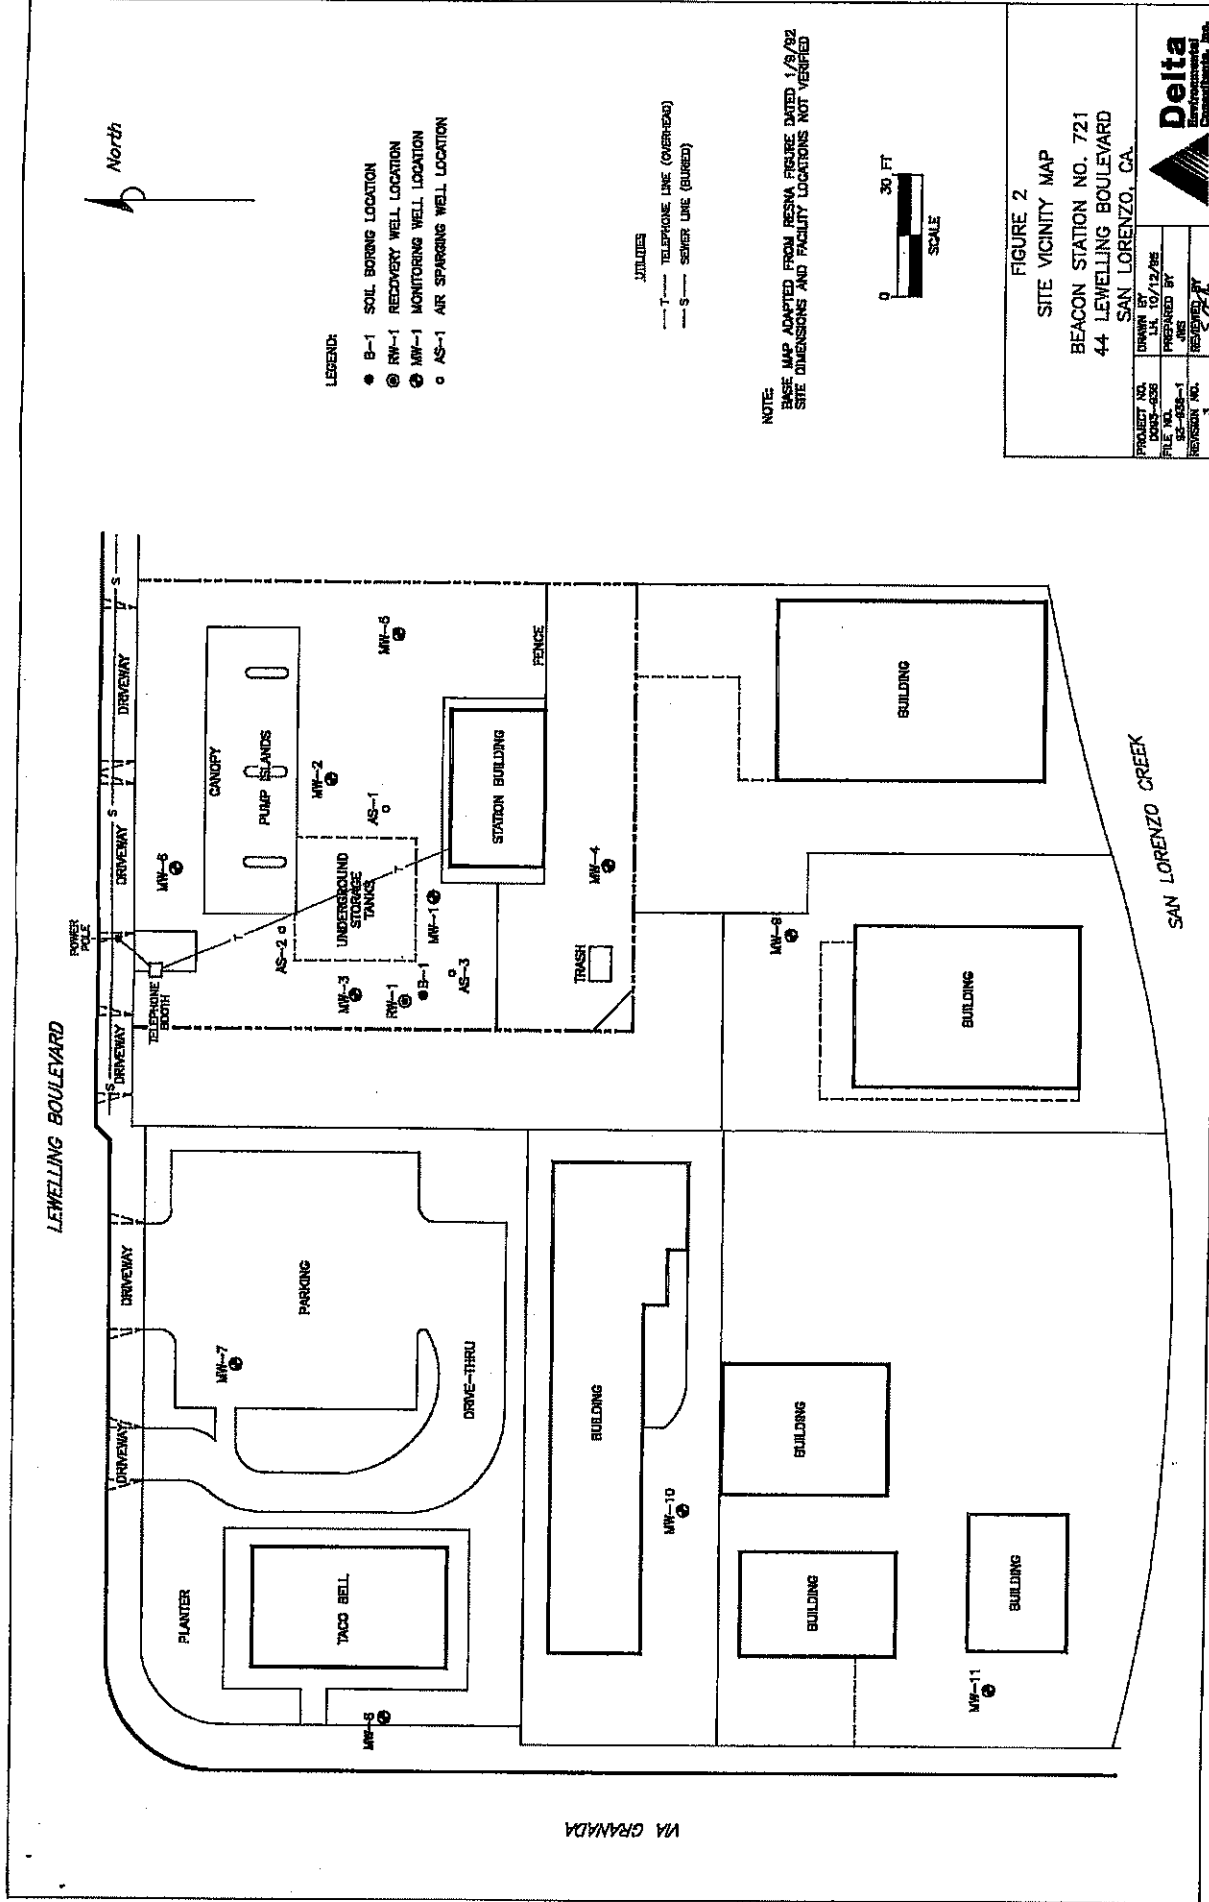 LEWELLING BOULEVARD
VIA GRANADA
SAN LORENZO CREEK
North
DRIVEWAY
DRIVEWAY
DRIVEWAY
DRIVEWAY
DRIVEWAY
S
S
S
POWER
POLE
TELEPHONE
BOOTH
PLANTER
TACO BELL
MW-8
MW-7
PARKING
DRIVE-THRU
MW-6
CANOPY
PUMP ISLANDS
MW-2
MW-5
AS-2
T
T
UNDERGROUND
STORAGE
TANKS
AS-1
MW-3
RW-1
B-1
AS-3
MW-1
STATION BUILDING
FENCE
TRASH
MW-4
BUILDING
MW-10
BUILDING
BUILDING
BUILDING
MW-11
MW-9
BUILDING
BUILDING
LEGEND:
B-1 SOIL BORING LOCATION
RW-1 RECOVERY WELL LOCATION
MW-1 MONITORING WELL LOCATION
AS-1 AIR SPARGING WELL LOCATION
UTILITIES
T TELEPHONE LINE (OVERHEAD)
S SEWER LINE (BURIED)
NOTE:
BASE MAP ADAPTED FROM RESNA FIGURE DATED 1/9/92
SITE DIMENSIONS AND FACILITY LOCATIONS NOT VERIFIED
0 30 FT
SCALE
FIGURE 2
SITE VICINITY MAP
BEACON STATION NO. 721
44 LEWELLING BOULEVARD
SAN LORENZO, CA.
PROJECT NO.
DRAWN BY
FILE NO.
PREPARED BY
JWS
REVISION NO.
REVIEWED BY
Delta
Environmental
Consultants, Inc.